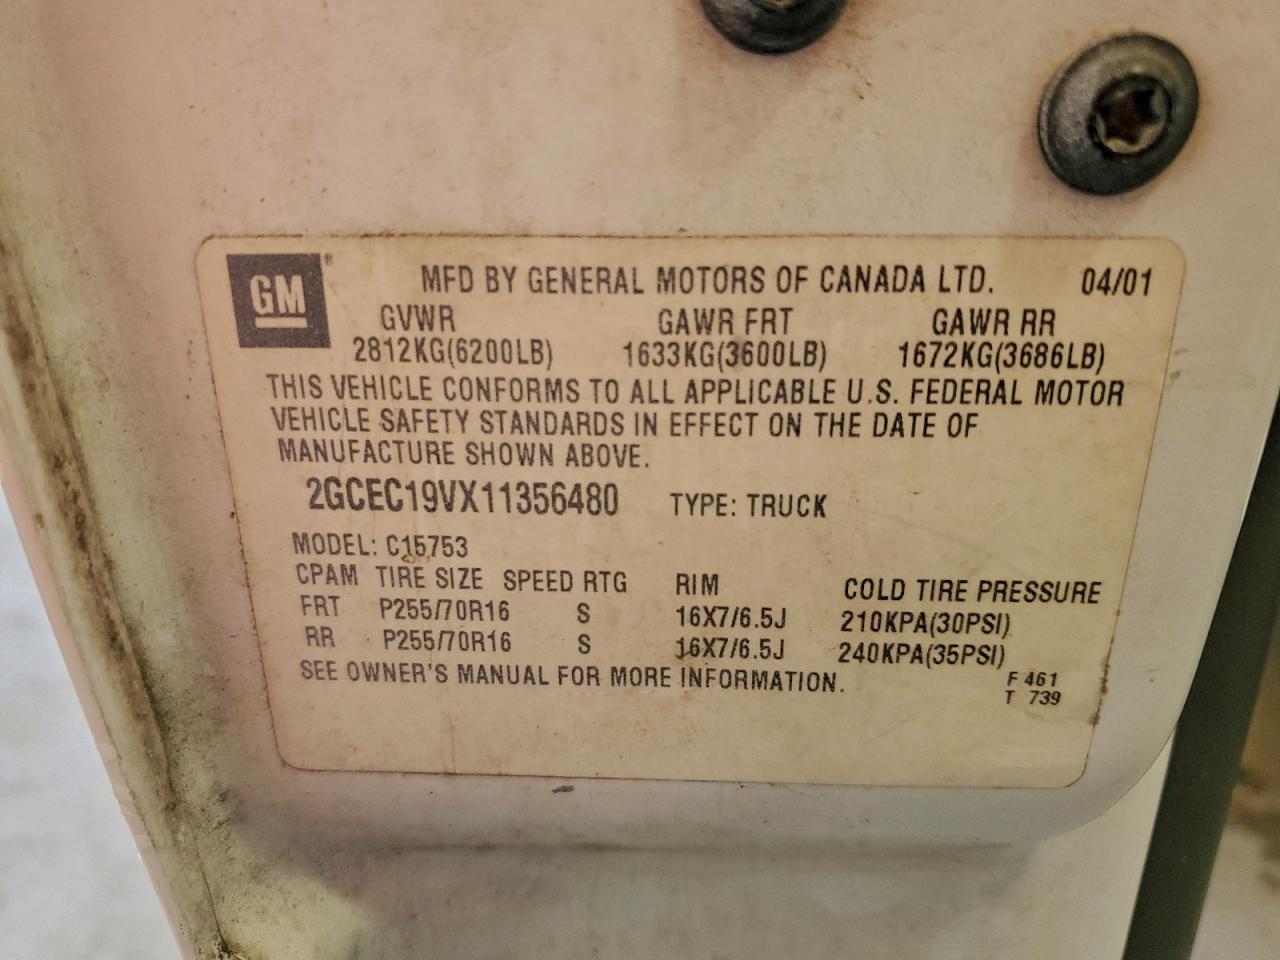 GM®
MFD BY GENERAL MOTORS OF CANADA LTD. 04/01
GVWR GAWR FRT GAWR RR
2812KG(6200LB) 1633KG(3600LB) 1672KG(3686LB)
THIS VEHICLE CONFORMS TO ALL APPLICABLE U.S. FEDERAL MOTOR
VEHICLE SAFETY STANDARDS IN EFFECT ON THE DATE OF
MANUFACTURE SHOWN ABOVE.
2GCEC19VX11356480 TYPE: TRUCK
MODEL: C15753
CPAM TIRE SIZE SPEED RTG RIM COLD TIRE PRESSURE
FRT P255/70R16 S 16X7/6.5J 210KPA(30PSI)
RR P255/70R16 S 16X7/6.5J 240KPA(35PSI)
SEE OWNER'S MANUAL FOR MORE INFORMATION.
F 461
T 739